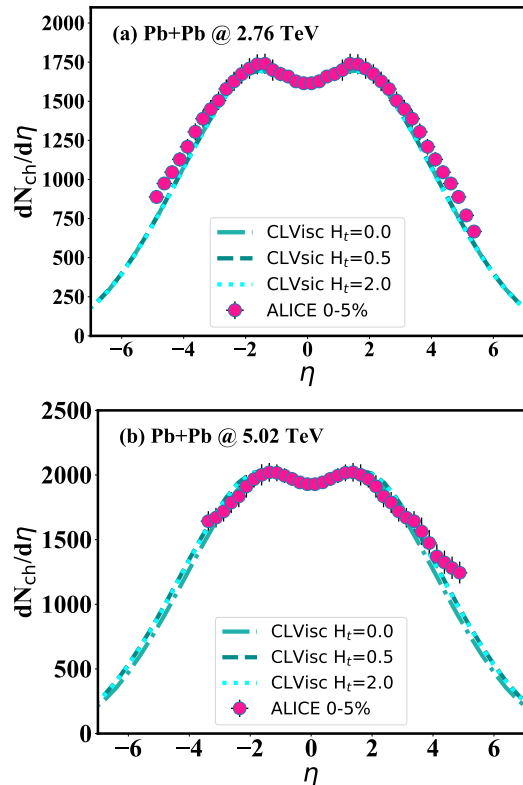 (a) Pb+Pb @ 2.76 TeV
dN_ch/dη
2000
1750
1500
1250
1000
750
500
250
0
CLVisc H_t=0.0
CLVsic H_t=0.5
CLVsic H_t=2.0
ALICE 0-5%
−6 −4 −2 0 2 4 6
η
(b) Pb+Pb @ 5.02 TeV
dN_ch/dη
2500
2000
1500
1000
500
0
CLVisc H_t=0.0
CLVisc H_t=0.5
CLVisc H_t=2.0
ALICE 0-5%
−6 −4 −2 0 2 4 6
η